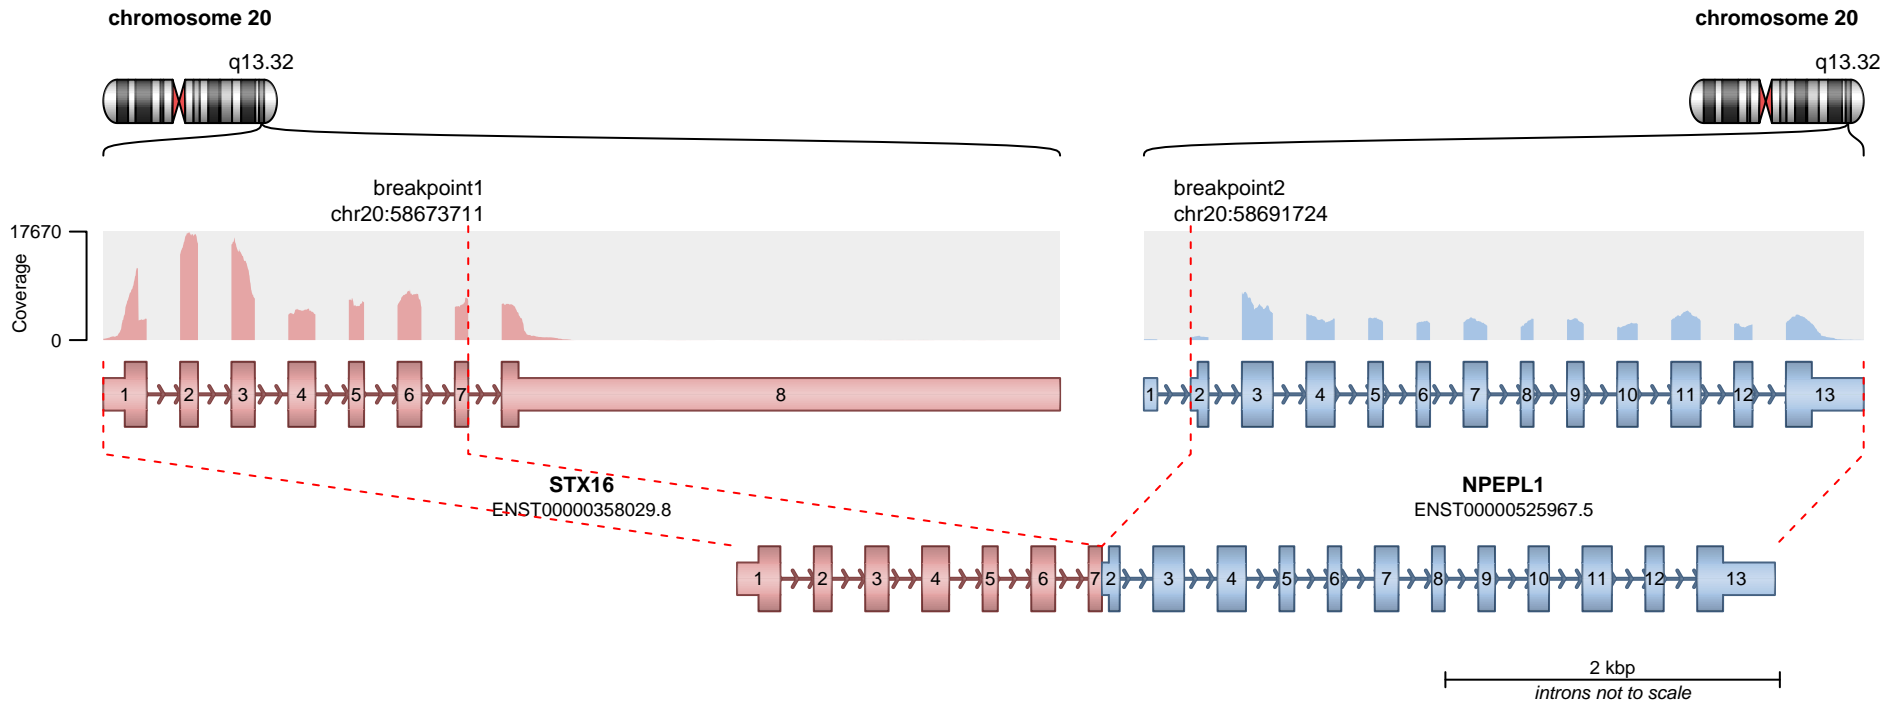 chromosome 20
chromosome 20
q13.32
q13.32
breakpoint1
chr20:58673711
breakpoint2
chr20:58691724
17670
Coverage
0
1 2 3 4 5 6 7 8
1 2 3 4 5 6 7 8 9 10 11 12 13
STX16
ENST00000358029.8
NPEPL1
ENST00000525967.5
1 2 3 4 5 6 7 2 3 4 5 6 7 8 9 10 11 12 13
2 kbp
introns not to scale